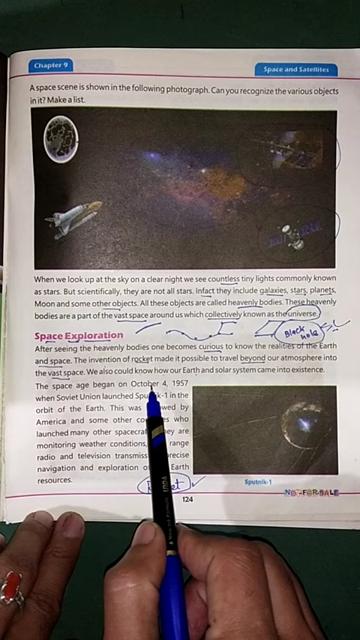 Chapter 9
Space and Satellites
A space scene is shown in the following photograph. Can you recognize the various objects
in it? Make a list.
When we look up at the sky on a clear night we see countless tiny lights commonly known
as stars. But scientifically, they are not all stars. Infact they include galaxies, stars, planets,
Moon and some other objects. All these objects are called heavenly bodies. These heavenly
bodies are a part of the vast space around us which collectively known as the universe.
Black hole
Space Exploration
After seeing the heavenly bodies one becomes curious to know the realities of the Earth
and space. The invention of rocket made it possible to travel beyond our atmosphere into
the vast space. We also could know how our Earth and solar system came into existence.
The space age began on October 4, 1957
when Soviet Union launched -1 in the
orbit of the Earth. This was by
America and some other who
launched many other They are
monitoring weather conditions, range
radio and television precise
navigation and exploration of Earth
resources.
Sputnik-1
NOT FOR SALE
124